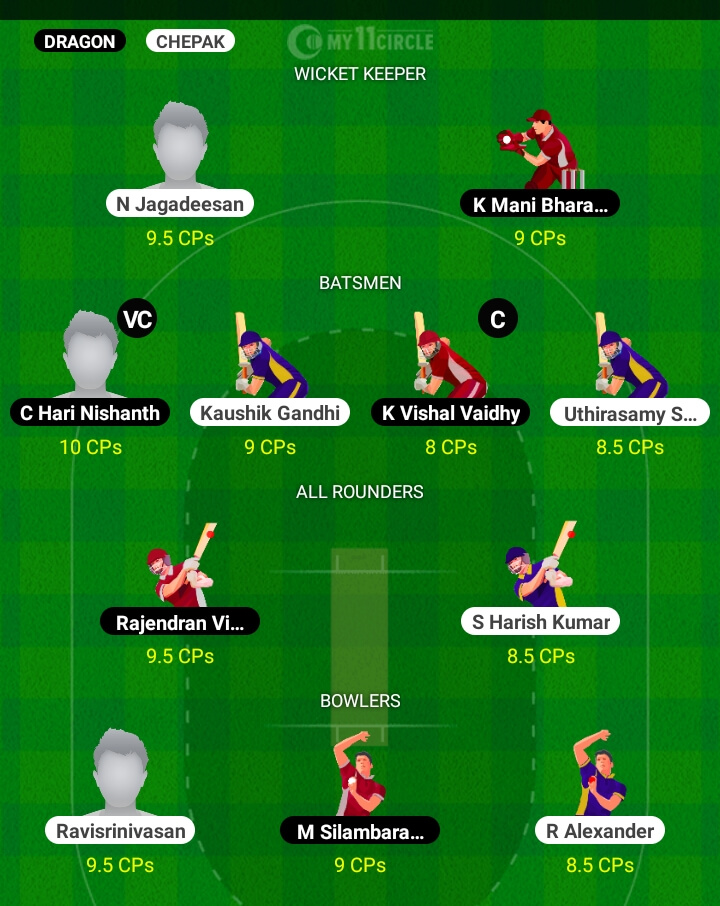 DRAGON CHEPAK MY11CIRCLE
WICKET KEEPER
N Jagadeesan K Mani Bhara...
9.5 CPs 9 CPs
BATSMEN
VC C
C Hari Nishanth Kaushik Gandhi K Vishal Vaidhy Uthirasamy S...
10 CPs 9 CPs 8 CPs 8.5 CPs
ALL ROUNDERS
Rajendran Vi... S Harish Kumar
9.5 CPs 8.5 CPs
BOWLERS
Ravisrinivasan M Silambara... R Alexander
9.5 CPs 9 CPs 8.5 CPs